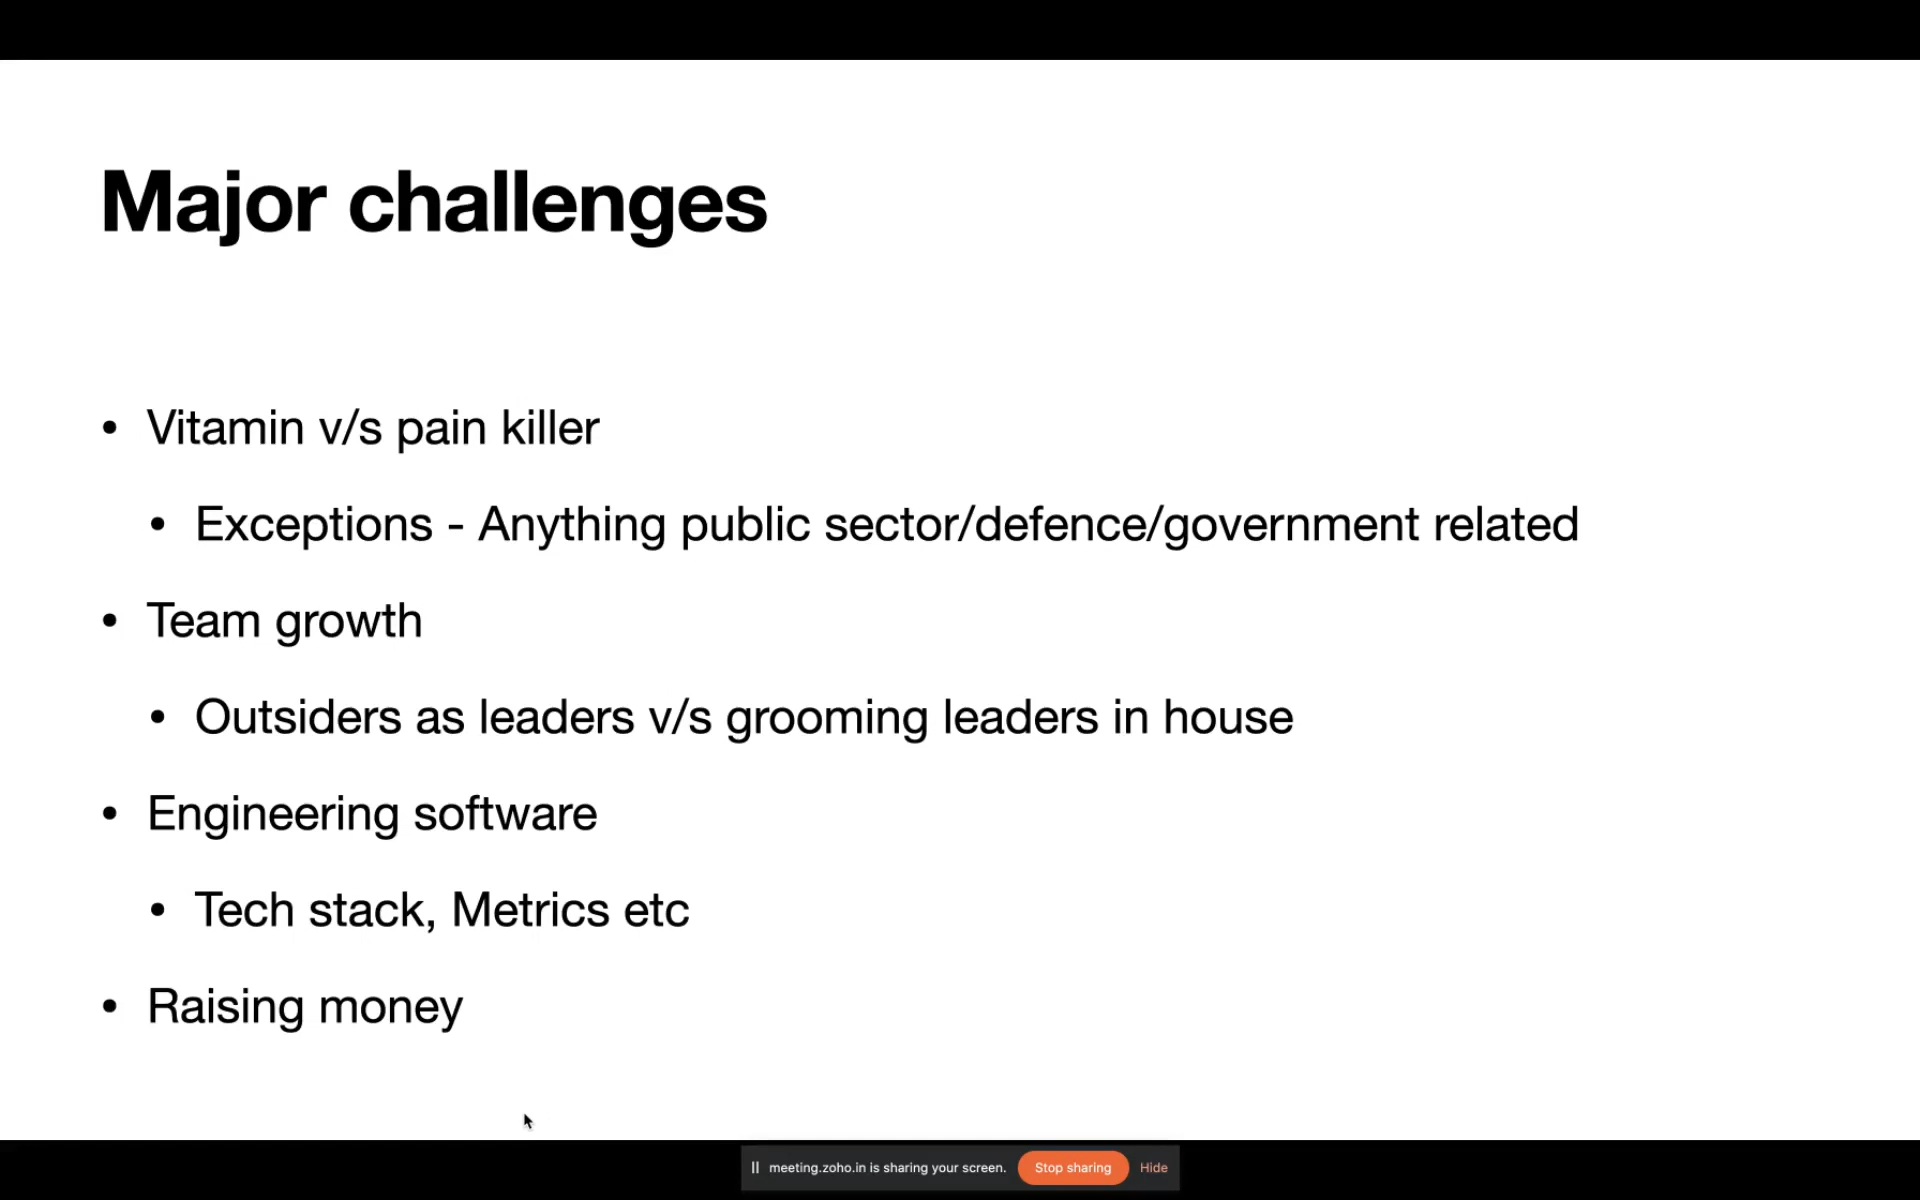 Major challenges
• Vitamin v/s pain killer
• Exceptions - Anything public sector/defence/government related
• Team growth
• Outsiders as leaders v/s grooming leaders in house
• Engineering software
• Tech stack, Metrics etc
• Raising money
meeting.zoho.in is sharing your screen. Stop sharing Hide